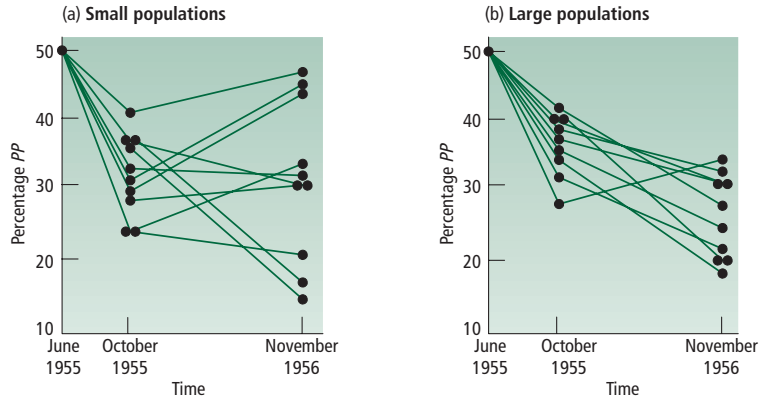 (a) Small populations
50
40
30
20
10
Percentage PP
June
1955
October
1955
November
1956
Time
(b) Large populations
50
40
30
20
10
Percentage PP
June
1955
October
1955
November
1956
Time